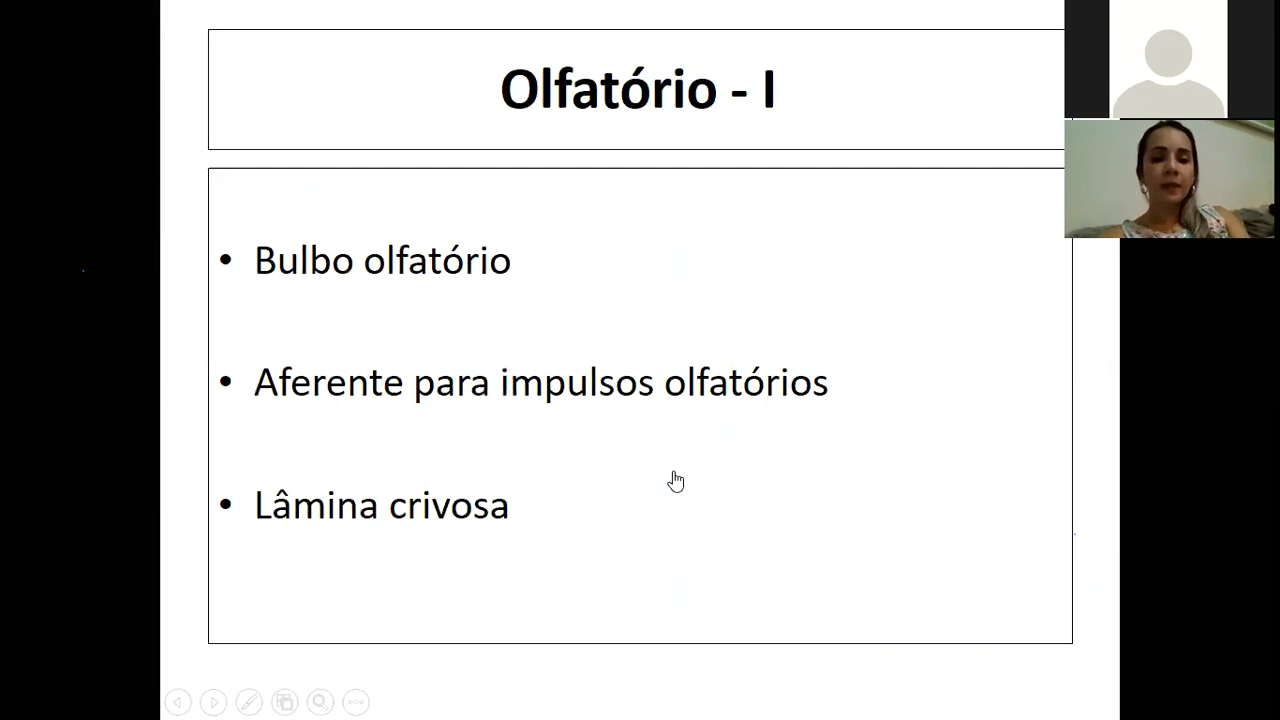 Olfatório - I
• Bulbo olfatório
• Aferente para impulsos olfatórios
• Lâmina crivosa